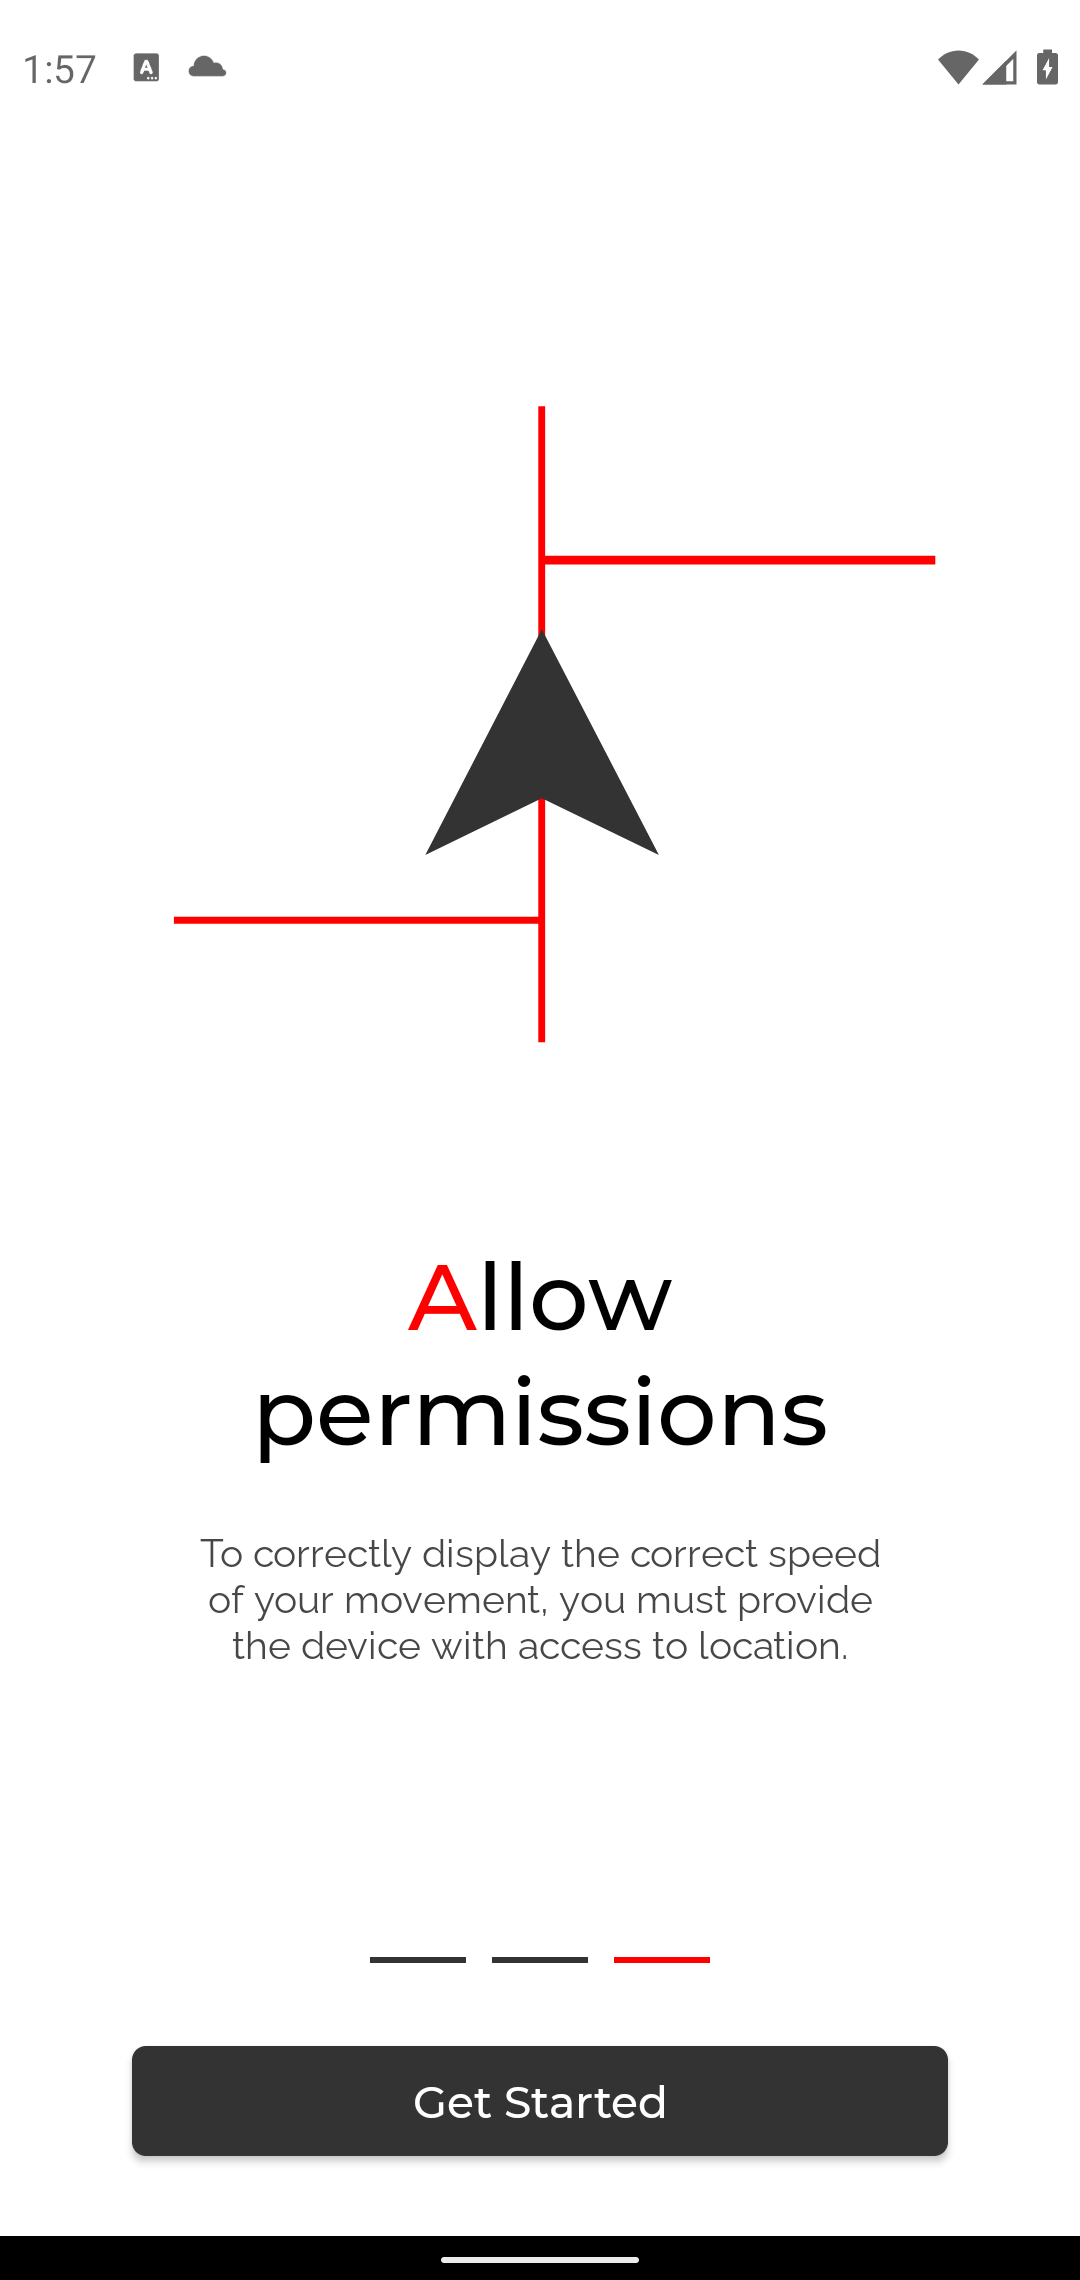 1:57
Allow
permissions
To correctly display the correct speed
of your movement, you must provide
the device with access to location.
Get Started